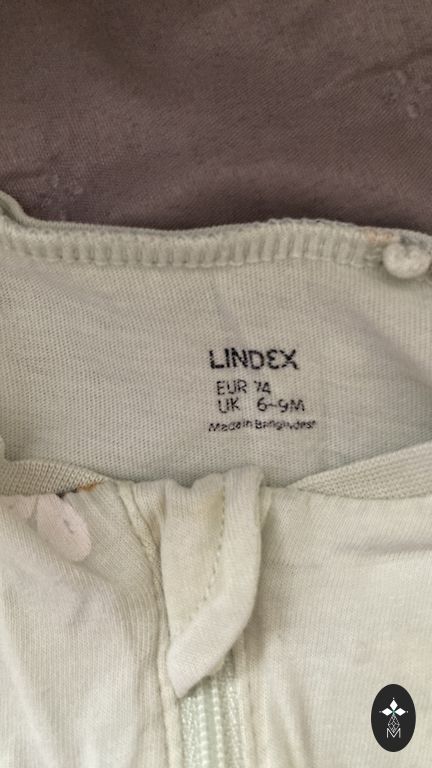 LINDEX
EUR 74
UK 6-9M
Made in Bangladesh
M